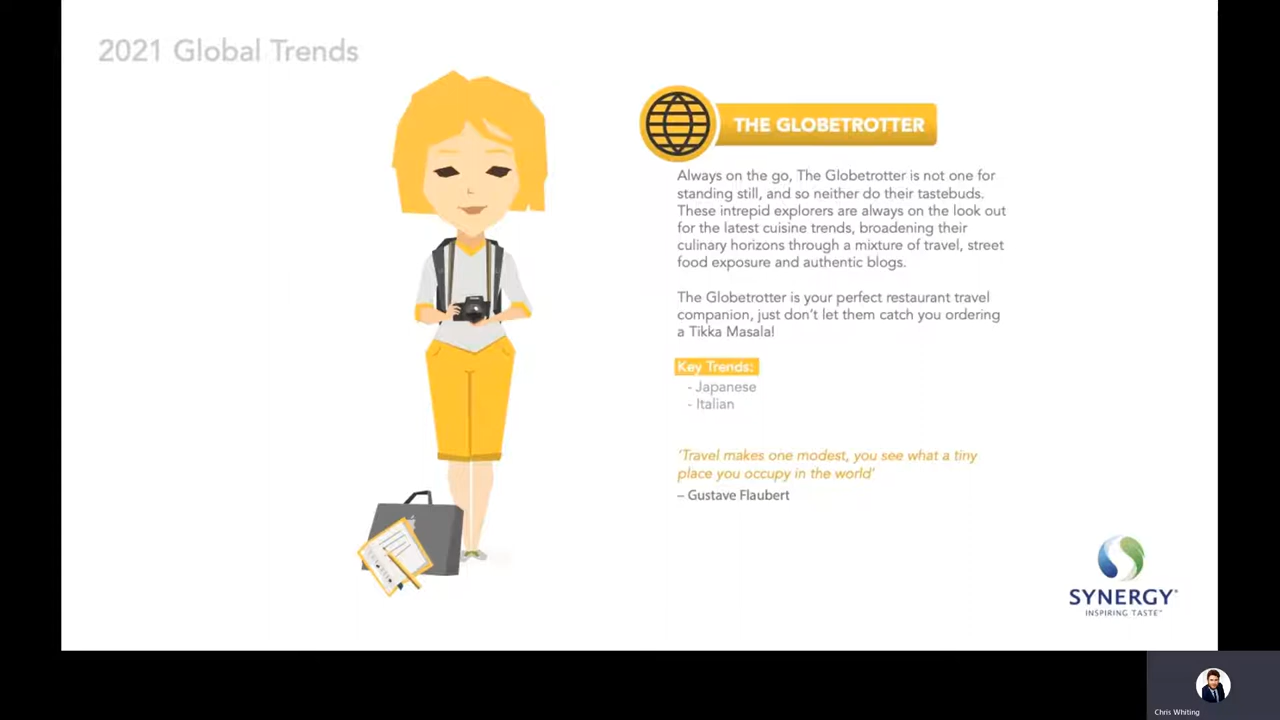 2021 Global Trends
THE GLOBETROTTER
Always on the go, The Globetrotter is not one for
standing still, and so neither do their tastebuds.
These intrepid explorers are always on the look out
for the latest cuisine trends, broadening their
culinary horizons through a mixture of travel, street
food exposure and authentic blogs.
The Globetrotter is your perfect restaurant travel
companion, just don't let them catch you ordering
a Tikka Masala!
Key Trends:
- Japanese
- Italian
'Travel makes one modest, you see what a tiny
place you occupy in the world'
– Gustave Flaubert
SYNERGY®
INSPIRING TASTE™
Chris Whiting